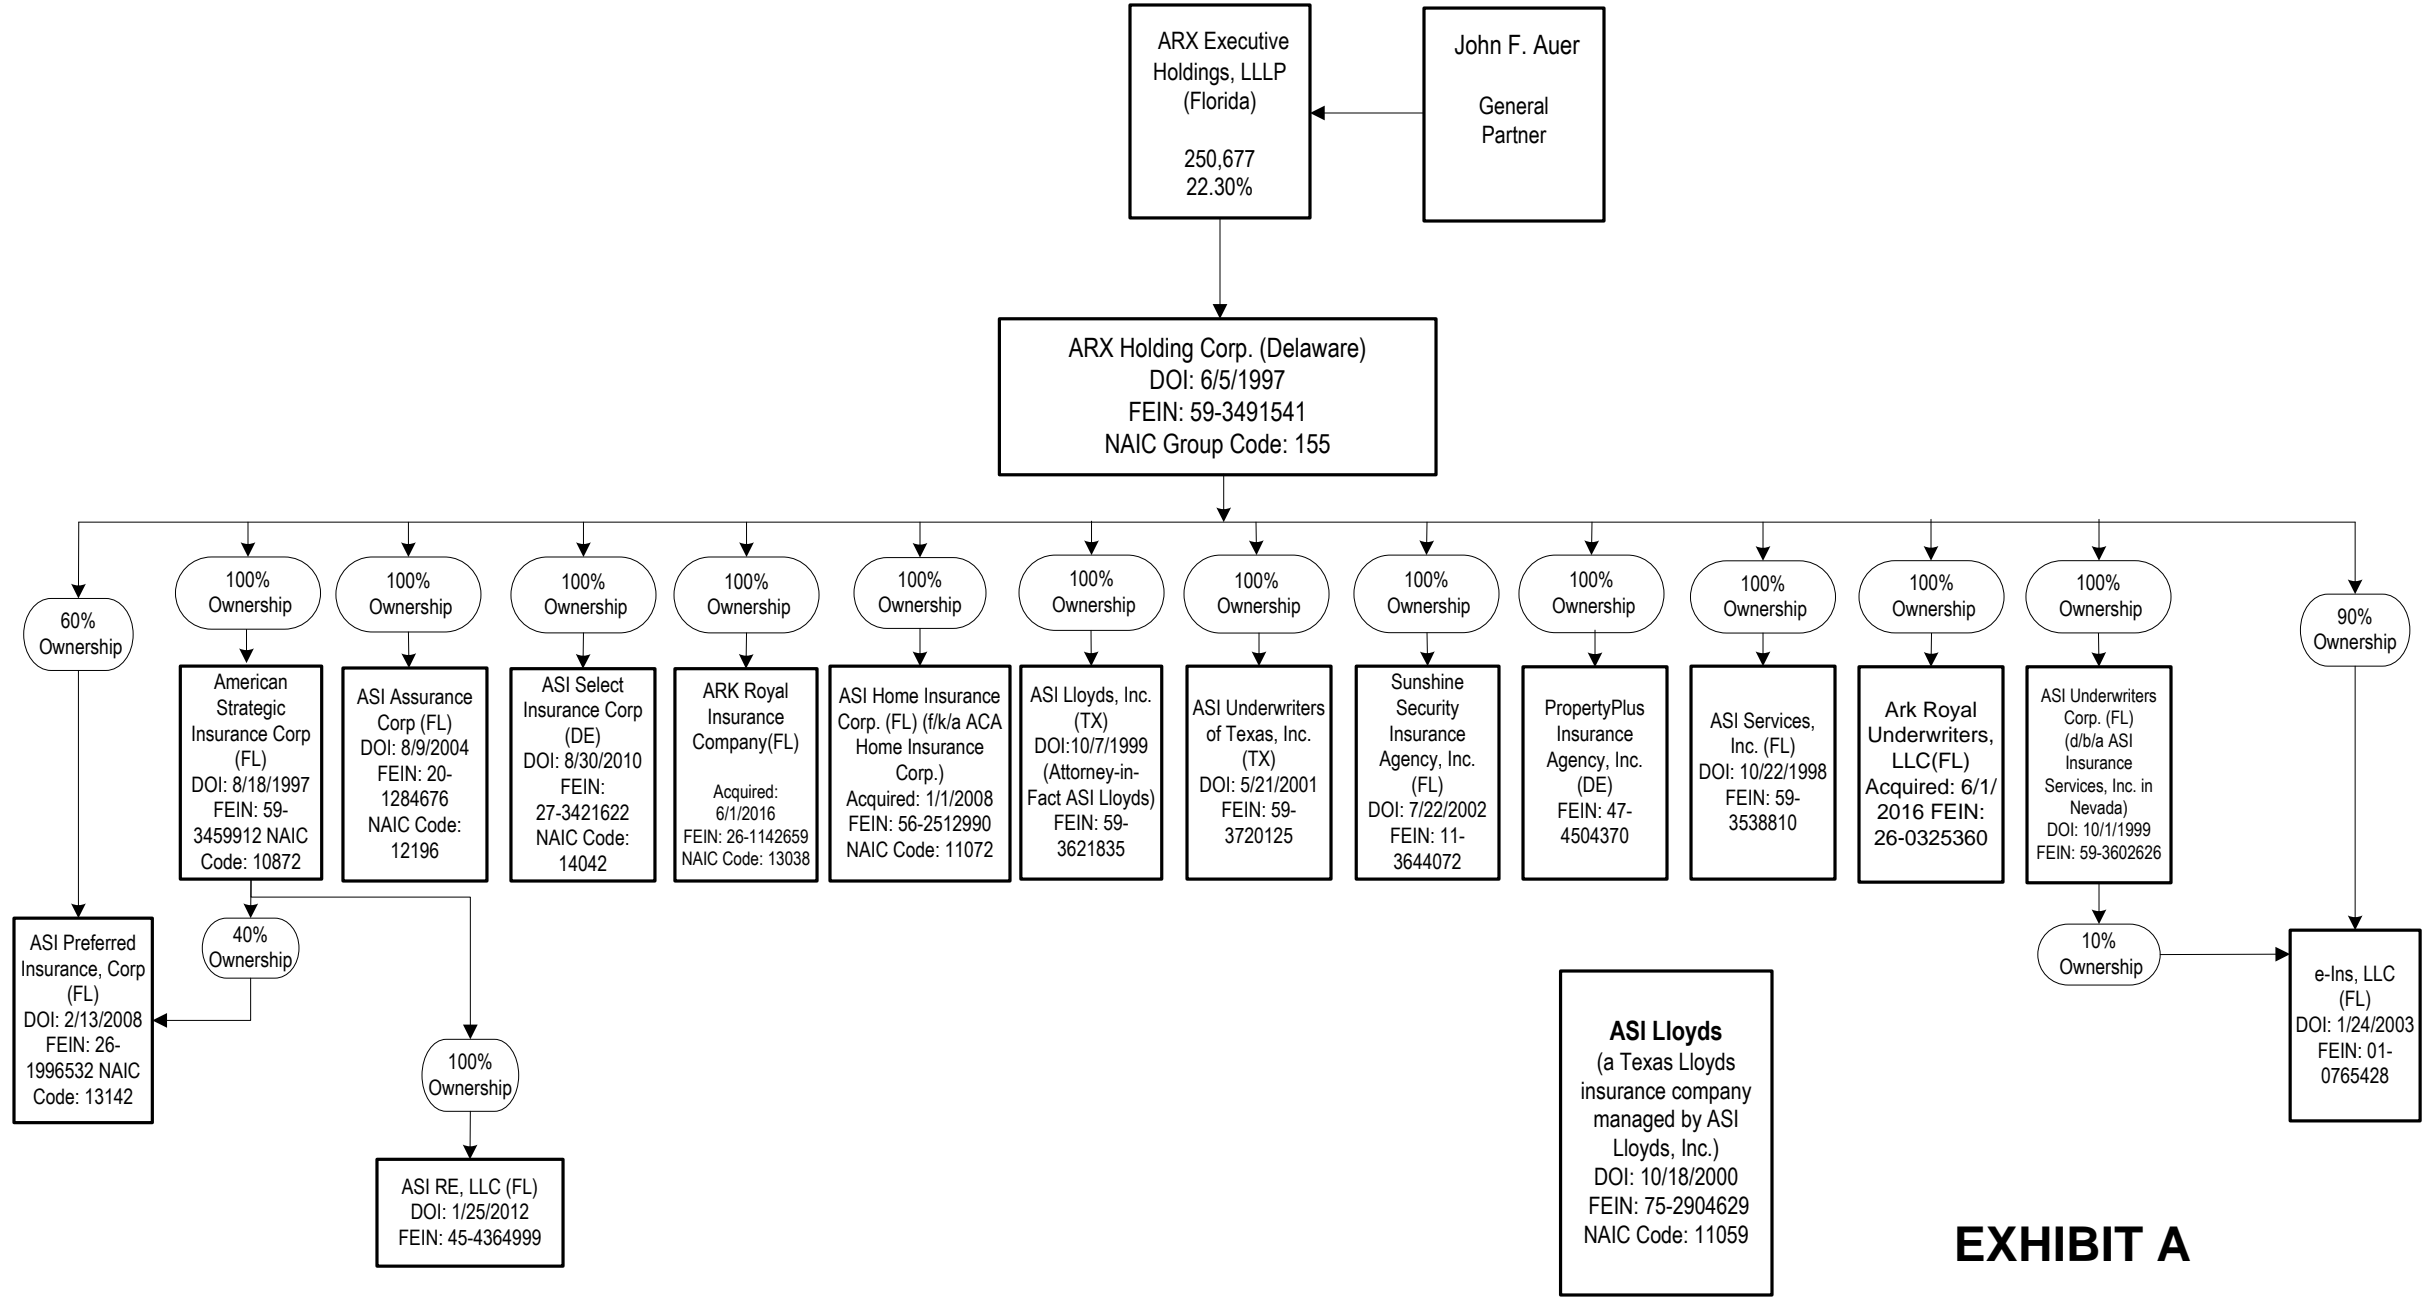 ARX Executive
Holdings, LLLP
(Florida)
250,677
22.30%
John F. Auer
General
Partner
ARX Holding Corp. (Delaware)
DOI: 6/5/1997
FEIN: 59-3491541
NAIC Group Code: 155
60%
Ownership
100%
Ownership
100%
Ownership
100%
Ownership
100%
Ownership
100%
Ownership
100%
Ownership
100%
Ownership
100%
Ownership
100%
Ownership
100%
Ownership
100%
Ownership
100%
Ownership
90%
Ownership
American
Strategic
Insurance Corp
(FL)
DOI: 8/18/1997
FEIN: 59-
3459912 NAIC
Code: 10872
ASI Assurance
Corp (FL)
DOI: 8/9/2004
FEIN: 20-
1284676
NAIC Code:
12196
ASI Select
Insurance Corp
(DE)
DOI: 8/30/2010
FEIN:
27-3421622
NAIC Code:
14042
ARK Royal
Insurance
Company(FL)
Acquired:
6/1/2016
FEIN: 26-1142659
NAIC Code: 13038
ASI Home Insurance
Corp. (FL) (f/k/a ACA
Home Insurance
Corp.)
Acquired: 1/1/2008
FEIN: 56-2512990
NAIC Code: 11072
ASI Lloyds, Inc.
(TX)
DOI:10/7/1999
(Attorney-in-
Fact ASI Lloyds)
FEIN: 59-
3621835
ASI Underwriters
of Texas, Inc.
(TX)
DOI: 5/21/2001
FEIN: 59-
3720125
Sunshine
Security
Insurance
Agency, Inc.
(FL)
DOI: 7/22/2002
FEIN: 11-
3644072
PropertyPlus
Insurance
Agency, Inc.
(DE)
FEIN: 47-
4504370
ASI Services,
Inc. (FL)
DOI: 10/22/1998
FEIN: 59-
3538810
Ark Royal
Underwriters,
LLC(FL)
Acquired: 6/1/
2016 FEIN:
26-0325360
ASI Underwriters
Corp. (FL)
(d/b/a ASI
Insurance
Services, Inc. in
Nevada)
DOI: 10/1/1999
FEIN: 59-3602626
ASI Preferred
Insurance, Corp
(FL)
DOI: 2/13/2008
FEIN: 26-
1996532 NAIC
Code: 13142
40%
Ownership
100%
Ownership
ASI RE, LLC (FL)
DOI: 1/25/2012
FEIN: 45-4364999
10%
Ownership
e-Ins, LLC
(FL)
DOI: 1/24/2003
FEIN: 01-
0765428
ASI Lloyds
(a Texas Lloyds
insurance company
managed by ASI
Lloyds, Inc.)
DOI: 10/18/2000
FEIN: 75-2904629
NAIC Code: 11059
EXHIBIT A